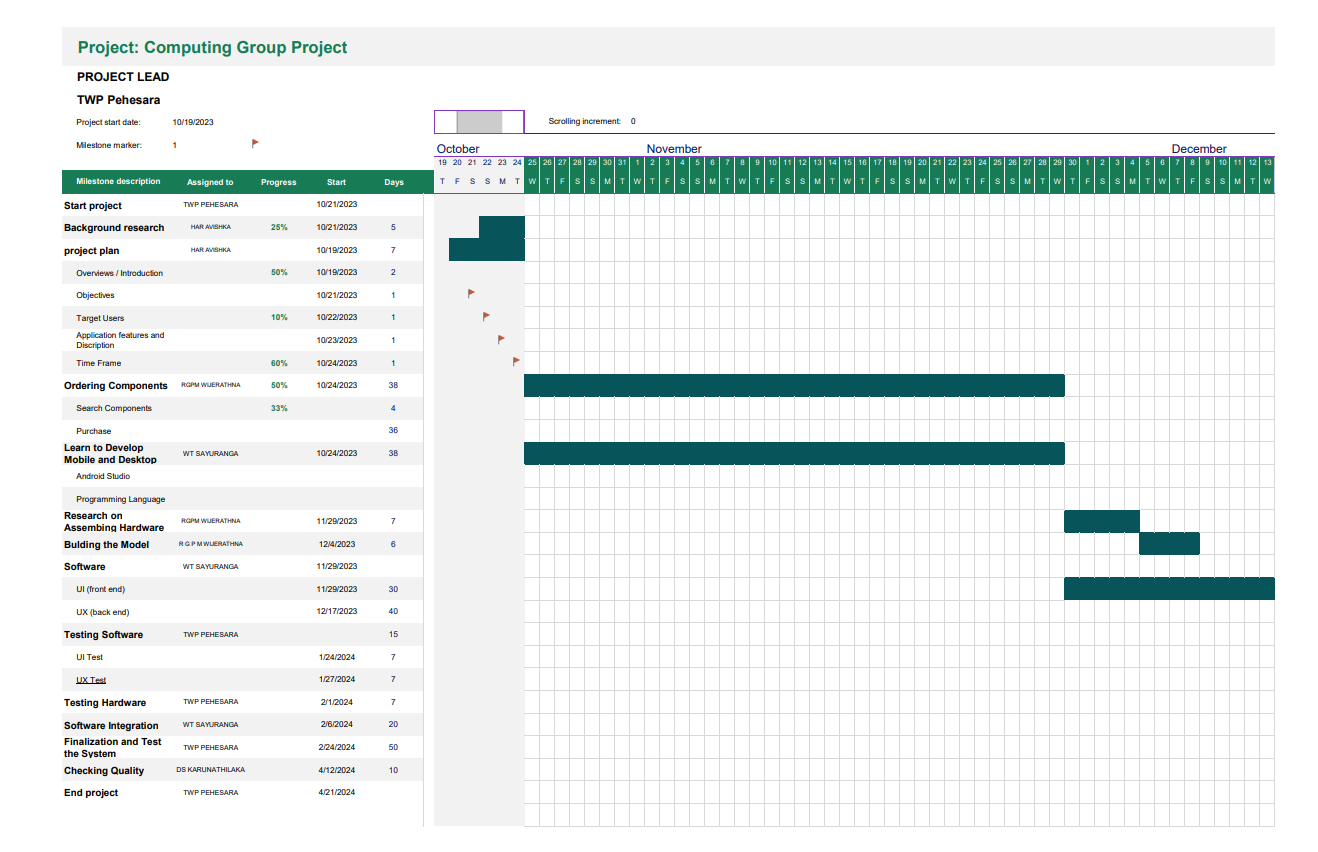 Project: Computing Group Project
PROJECT LEAD
TWP Pehesara
Project start date: 10/19/2023
Scrolling increment: 0
Milestone marker: 1
October November December
19 20 21 22 23 24 25 26 27 28 29 30 31 1 2 3 4 5 6 7 8 9 10 11 12 13 14 15 16 17 18 19 20 21 22 23 24 25 26 27 28 29 30 1 2 3 4 5 6 7 8 9 10 11 12 13
Milestone description Assigned to Progress Start Days T F S S M T W T F S S M T W T F S S M T W T F S S M T W T F S S M T W T F S S M T W T F S S M T W T F S S M T W
Start project TWP PEHESARA 10/21/2023
Background research HAR AVISHKA 25% 10/21/2023 5
project plan HAR AVISHKA 10/19/2023 7
Overviews / Introduction 50% 10/19/2023 2
Objectives 10/21/2023 1
Target Users 10% 10/22/2023 1
Application features and
Discription 10/23/2023 1
Time Frame 60% 10/24/2023 1
Ordering Components RGPM WIJERATHNA 50% 10/24/2023 38
Search Components 33% 4
Purchase 36
Learn to Develop
Mobile and Desktop WT SAYURANGA 10/24/2023 38
Android Studio
Programming Language
Research on
Assembing Hardware RGPM WIJERATHNA 11/29/2023 7
Bulding the Model R G P M WIJERATHNA 12/4/2023 6
Software WT SAYURANGA 11/29/2023
UI (front end) 11/29/2023 30
UX (back end) 12/17/2023 40
Testing Software TWP PEHESARA 15
UI Test 1/24/2024 7
UX Test 1/27/2024 7
Testing Hardware TWP PEHESARA 2/1/2024 7
Software Integration WT SAYURANGA 2/6/2024 20
Finalization and Test
the System TWP PEHESARA 2/24/2024 50
Checking Quality DS KARUNATHILAKA 4/12/2024 10
End project TWP PEHESARA 4/21/2024